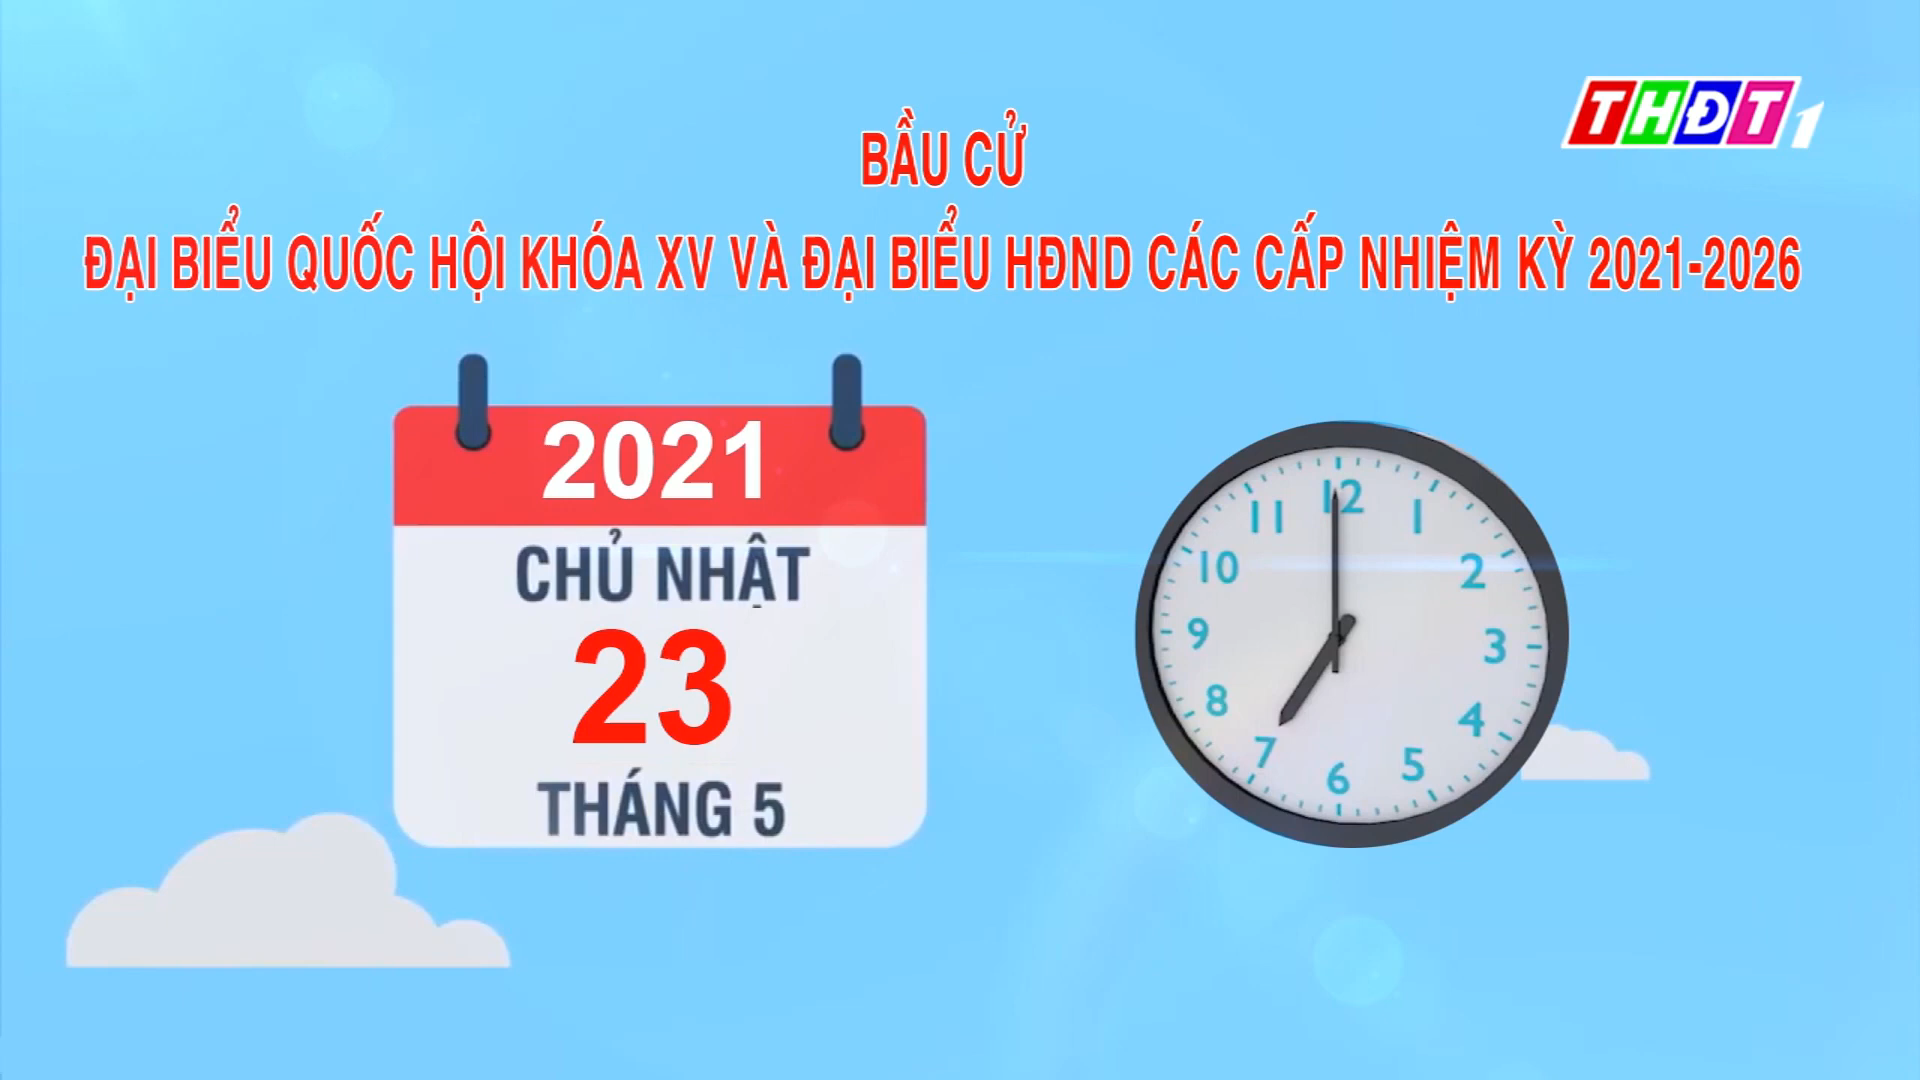 THĐT1
BẦU CỬ
ĐẠI BIỂU QUỐC HỘI KHÓA XV VÀ ĐẠI BIỂU HĐND CÁC CẤP NHIỆM KỲ 2021-2026
2021
CHỦ NHẬT
23
THÁNG 5
12
1
2
3
4
5
6
7
8
9
10
11